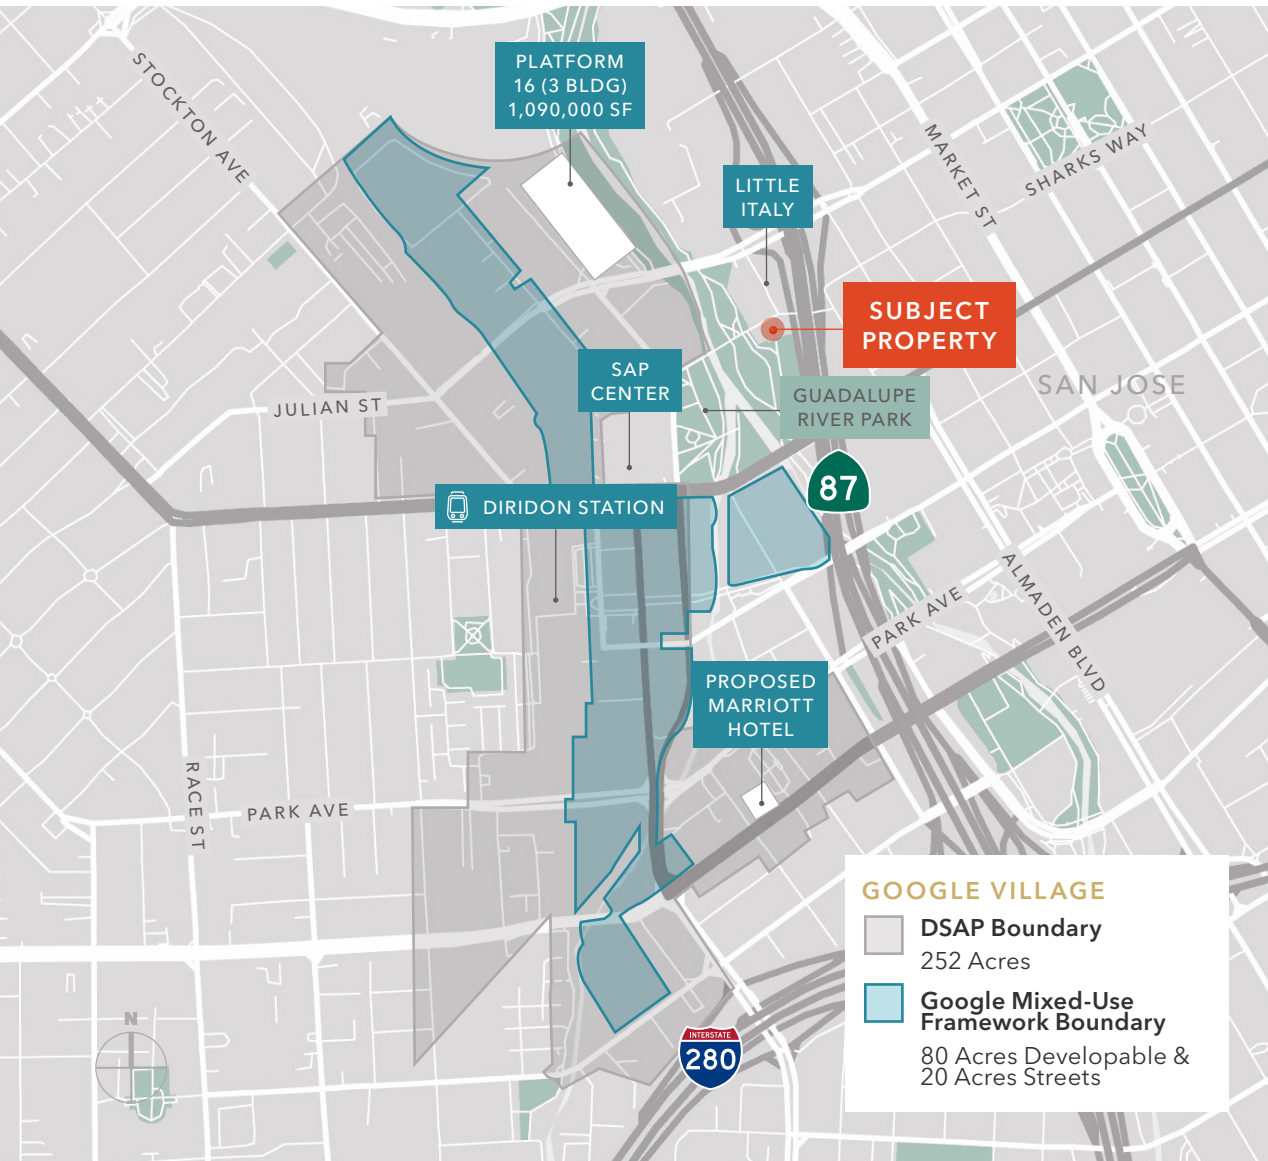 PLATFORM
16 (3 BLDG)
1,090,000 SF
STOCKTON AVE
MARKET ST
SHARKS WAY
LITTLE
ITALY
SUBJECT
PROPERTY
SAP
CENTER
SAN JOSE
GUADALUPE
RIVER PARK
JULIAN ST
87
DIRIDON STATION
ALMADEN BLVD
PARK AVE
PROPOSED
MARRIOTT
HOTEL
RACE ST
PARK AVE
GOOGLE VILLAGE
DSAP Boundary
252 Acres
Google Mixed-Use
Framework Boundary
80 Acres Developable &
20 Acres Streets
N
INTERSTATE
280